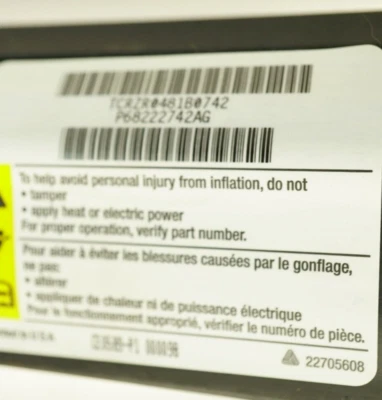 TCRZR0481B0742
P68222742AG
To help avoid personal injury from inflation, do not
• tamper
• apply heat or electric power
For proper operation, verify part number.
Pour aider à éviter les blessures causées par le gonflage,
ne pas:
• altérer
• appliquer de chaleur ni de puissance électrique
Pour le fonctionnement approprié, vérifier le numéro de pièce.
in U.S.A.
22705608